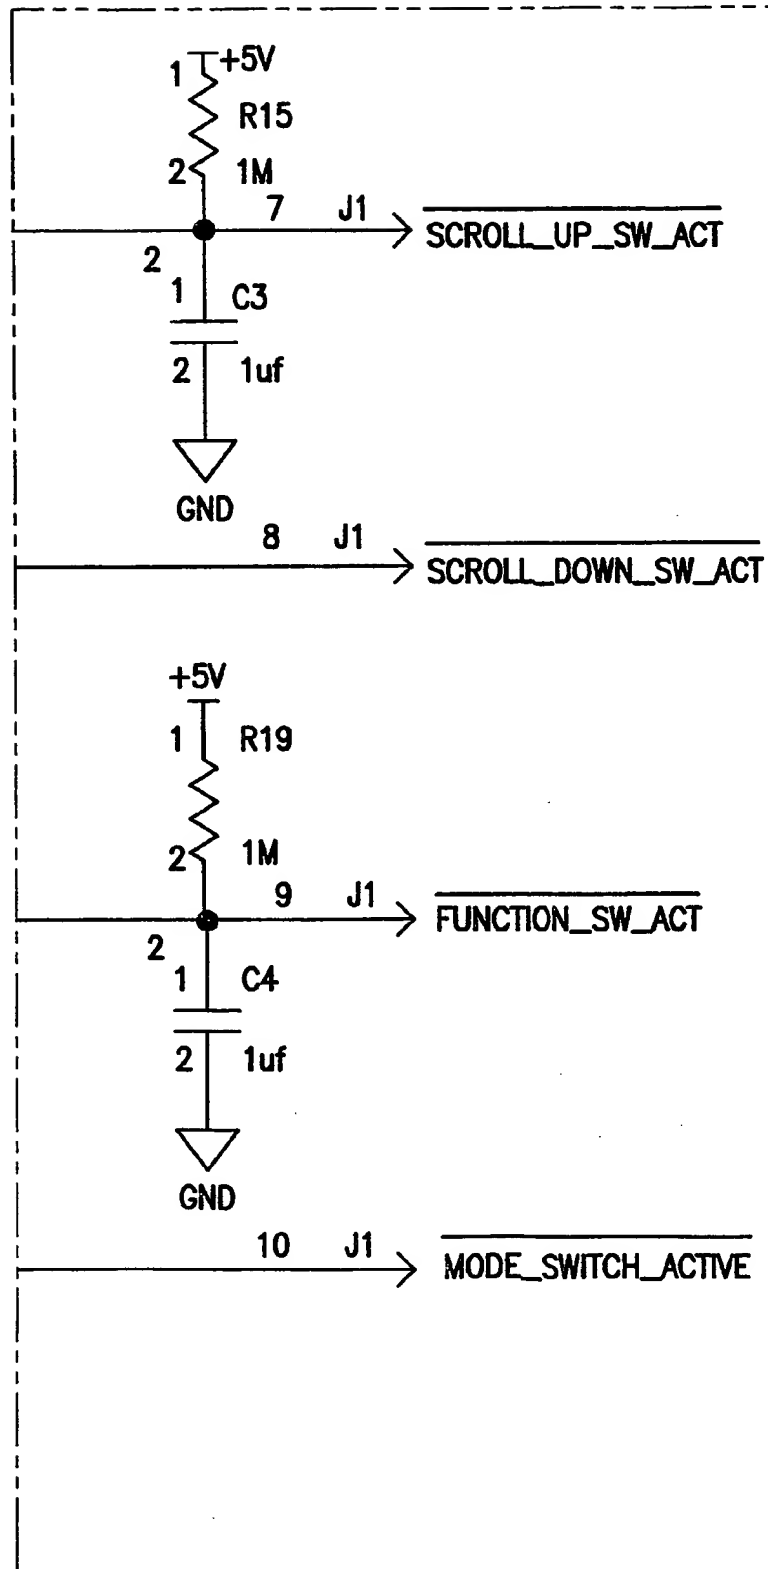 +5V
1
R15
2 1M
7 J1
SCROLL_UP_SW_ACT
2
1 C3
2 1uf
GND
8 J1
SCROLL_DOWN_SW_ACT
+5V
1 R19
2 1M
9 J1
FUNCTION_SW_ACT
2
1 C4
2 1uf
GND
10 J1
MODE_SWITCH_ACTIVE